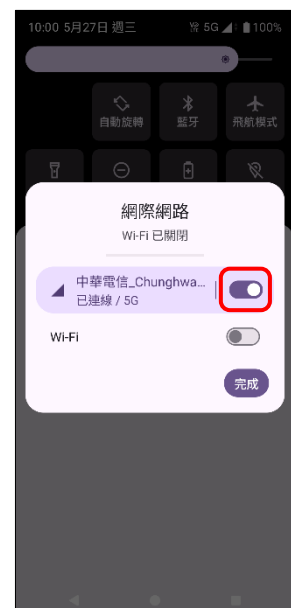 10:00 5月27日 週三 5G 100%
自動旋轉 藍牙 飛航模式
網際網路
Wi-Fi 已關閉
中華電信_Chunghwa...
已連線 / 5G
Wi-Fi
完成